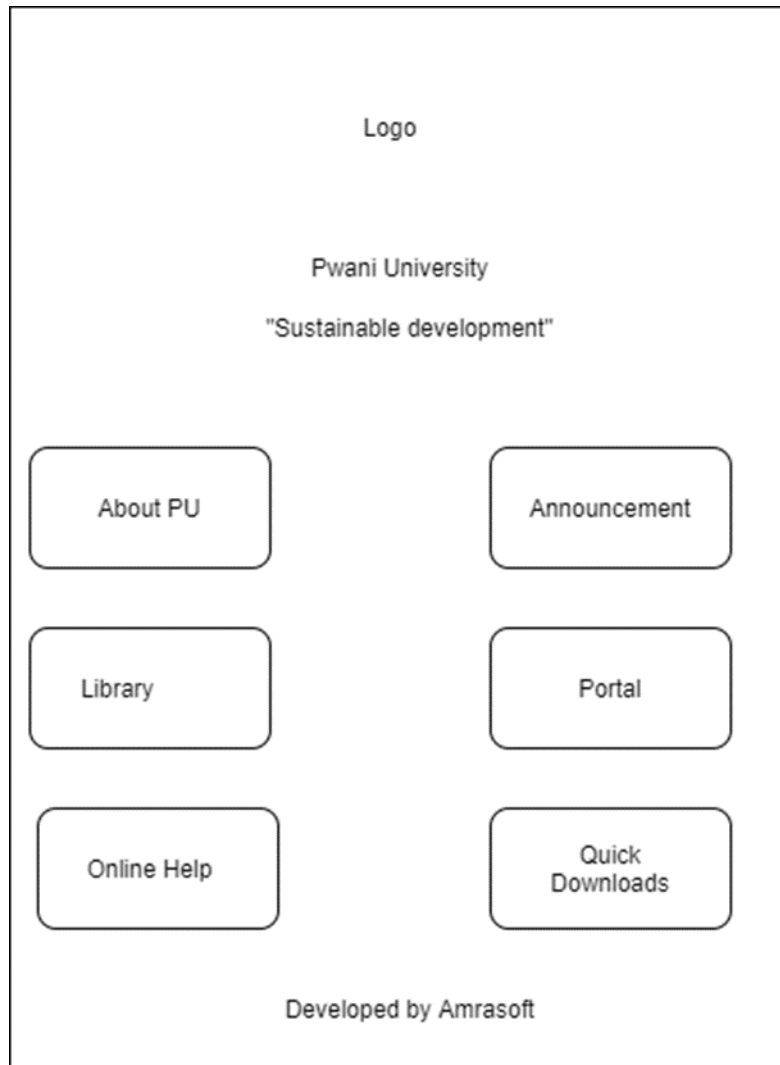 Logo
Pwani University
"Sustainable development"
About PU
Announcement
Library
Portal
Online Help
Quick
Downloads
Developed by Amrasoft